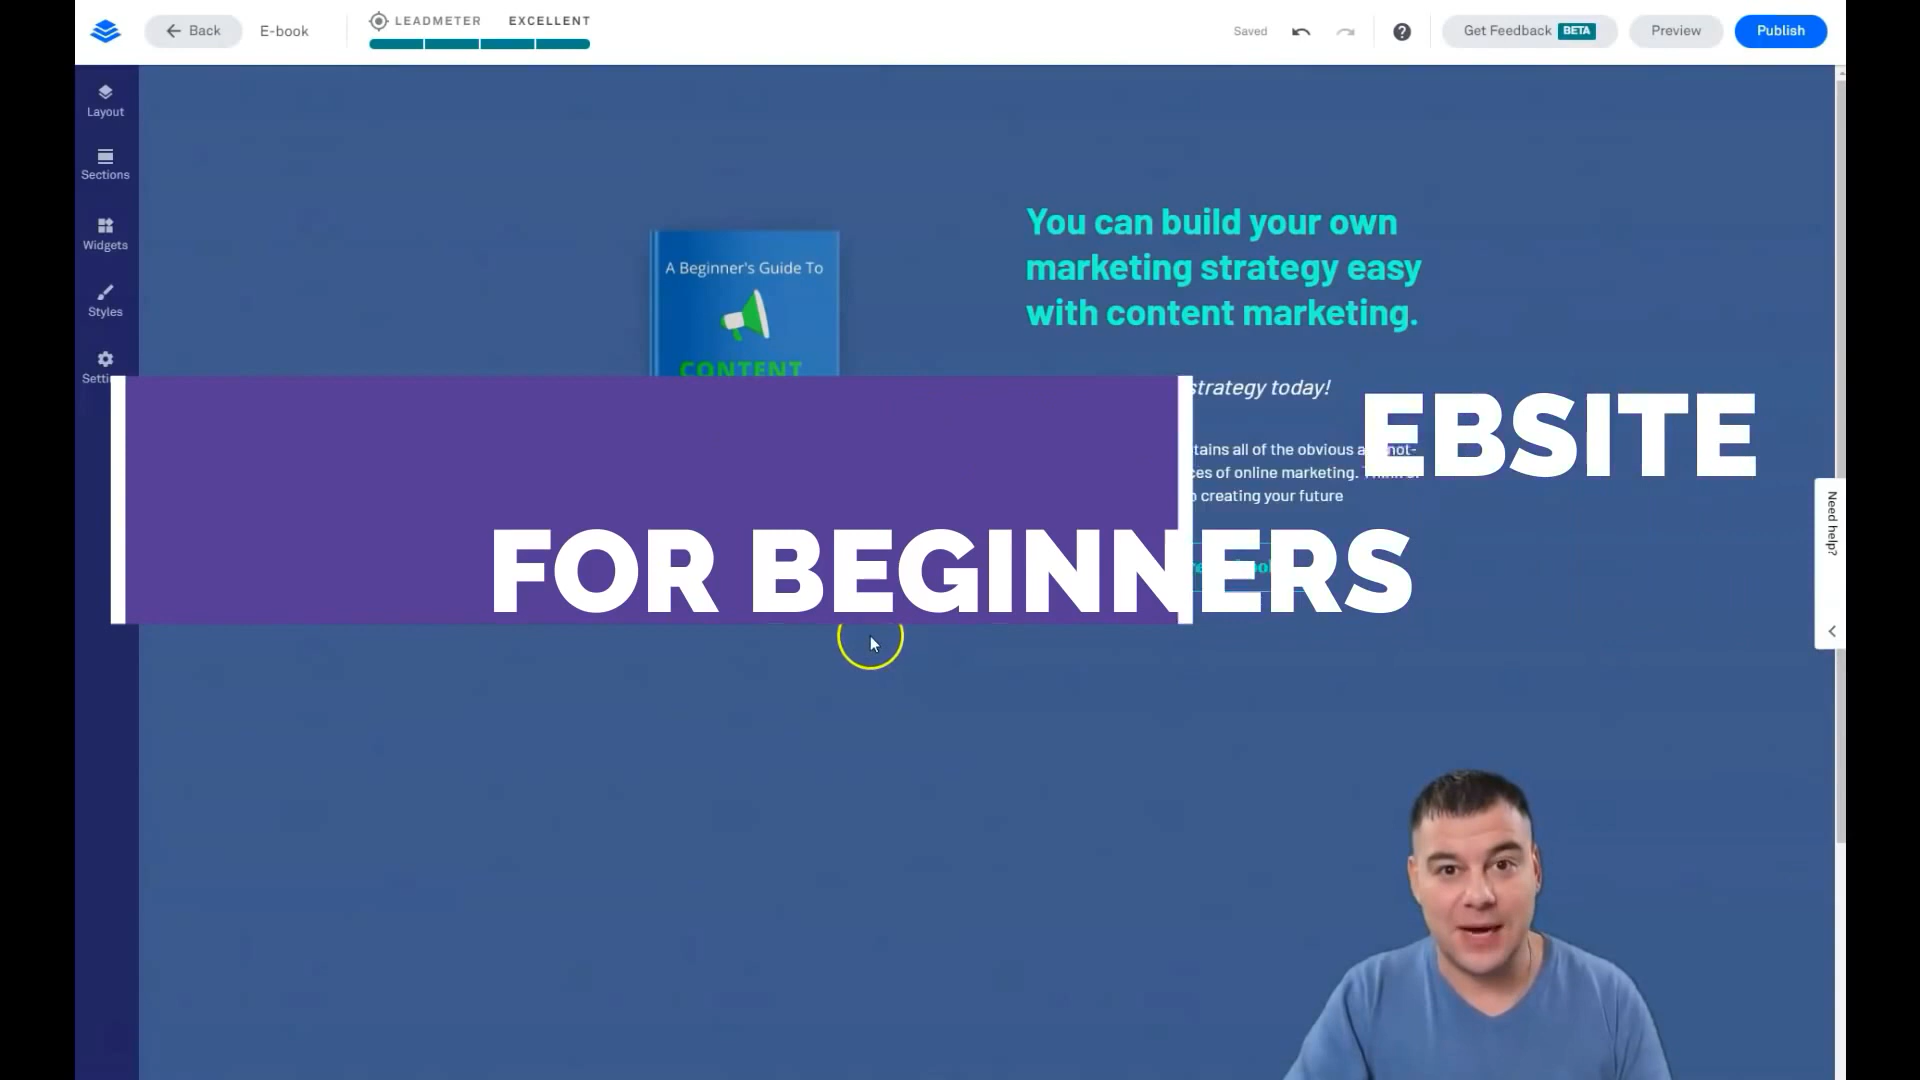 Back
E-book
LEADMETER
EXCELLENT
Saved
Get Feedback BETA
Preview
Publish
Layout
Sections
Widgets
Styles
You can build your own
marketing strategy easy
with content marketing.
A Beginner's Guide To
CONTENT
strategy today!
EBSITE
all of the obvious
of online marketing.
creating your future
FOR BEGINNERS
Need help?